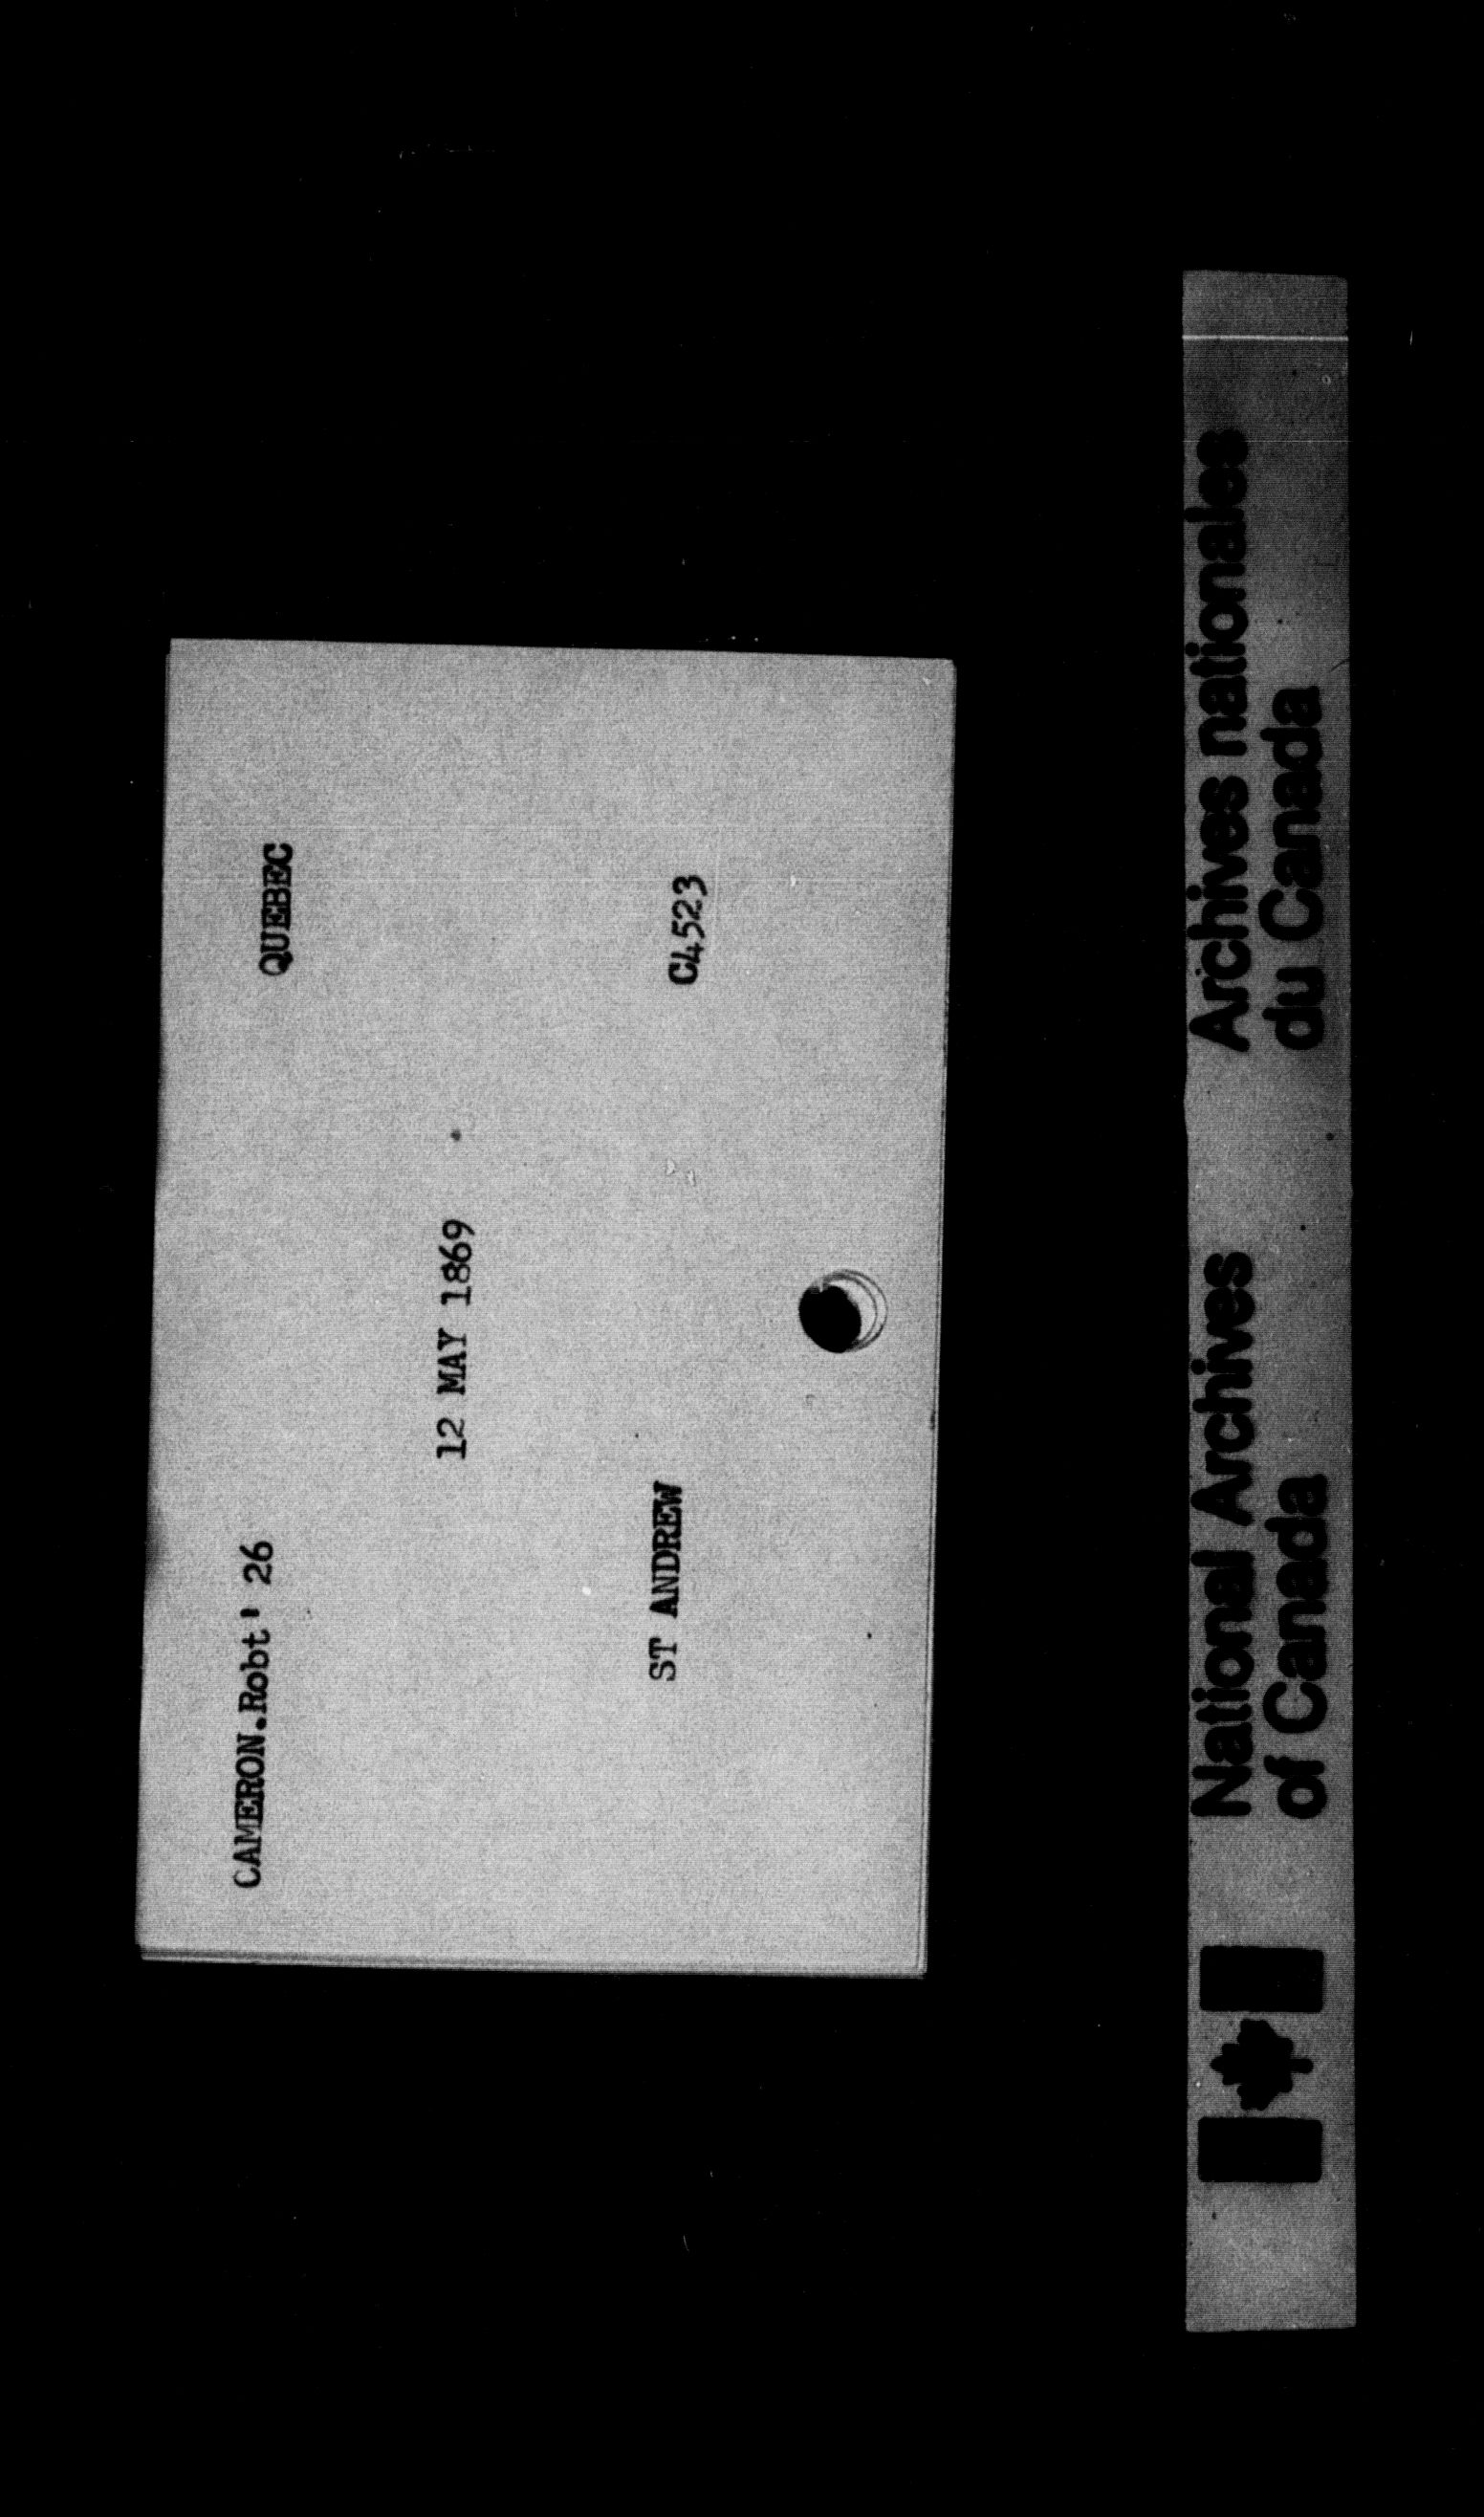 CAMERON.Robt' 26 QUEBEC
12 MAY 1869
ST ANDREW C4523
National Archives
of Canada
Archives nationales
du Canada